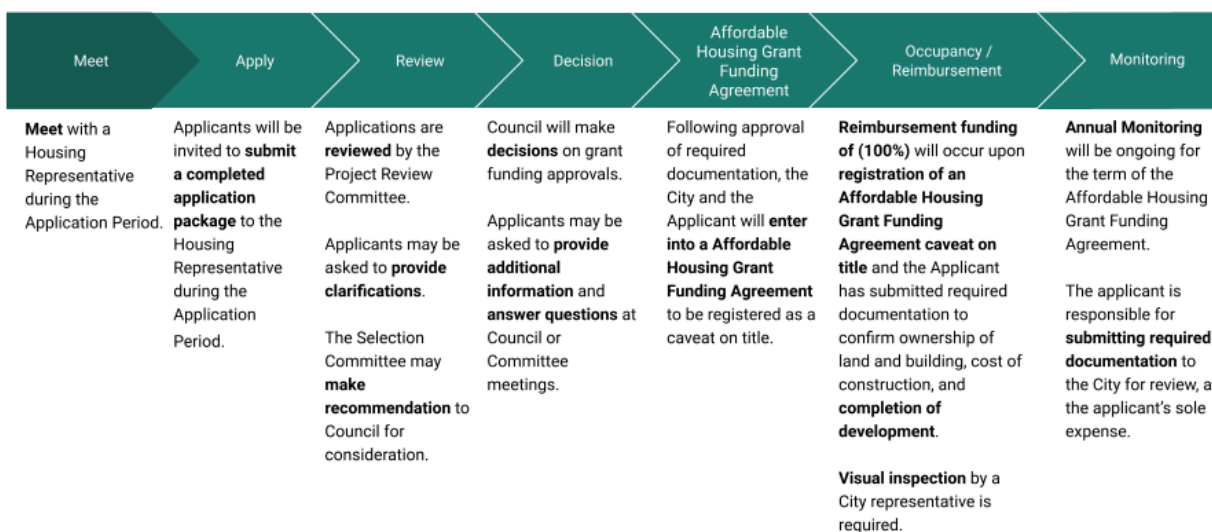 Meet
Apply
Review
Decision
Affordable
Housing Grant
Funding
Agreement
Occupancy /
Reimbursement
Monitoring
Meet with a
Housing
Representative
during the
Application Period.
Applicants will be
invited to submit
a completed
application
package to the
Housing
Representative
during the
Application
Period.
Applications are
reviewed by the
Project Review
Committee.
Applicants may be
asked to provide
clarifications.
The Selection
Committee may
make
recommendation to
Council for
consideration.
Council will make
decisions on grant
funding approvals.
Applicants may be
asked to provide
additional
information and
answer questions at
Council or
Committee
meetings.
Following approval
of required
documentation, the
City and the
Applicant will enter
into a Affordable
Housing Grant
Funding Agreement
to be registered as a
caveat on title.
Reimbursement funding
of (100%) will occur upon
registration of an
Affordable Housing
Grant Funding
Agreement caveat on
title and the Applicant
has submitted required
documentation to
confirm ownership of
land and building, cost of
construction, and
completion of
development.
Visual inspection by a
City representative is
required.
Annual Monitoring
will be ongoing for
the term of the
Affordable Housing
Grant Funding
Agreement.
The applicant is
responsible for
submitting required
documentation to
the City for review, a
the applicant's sole
expense.